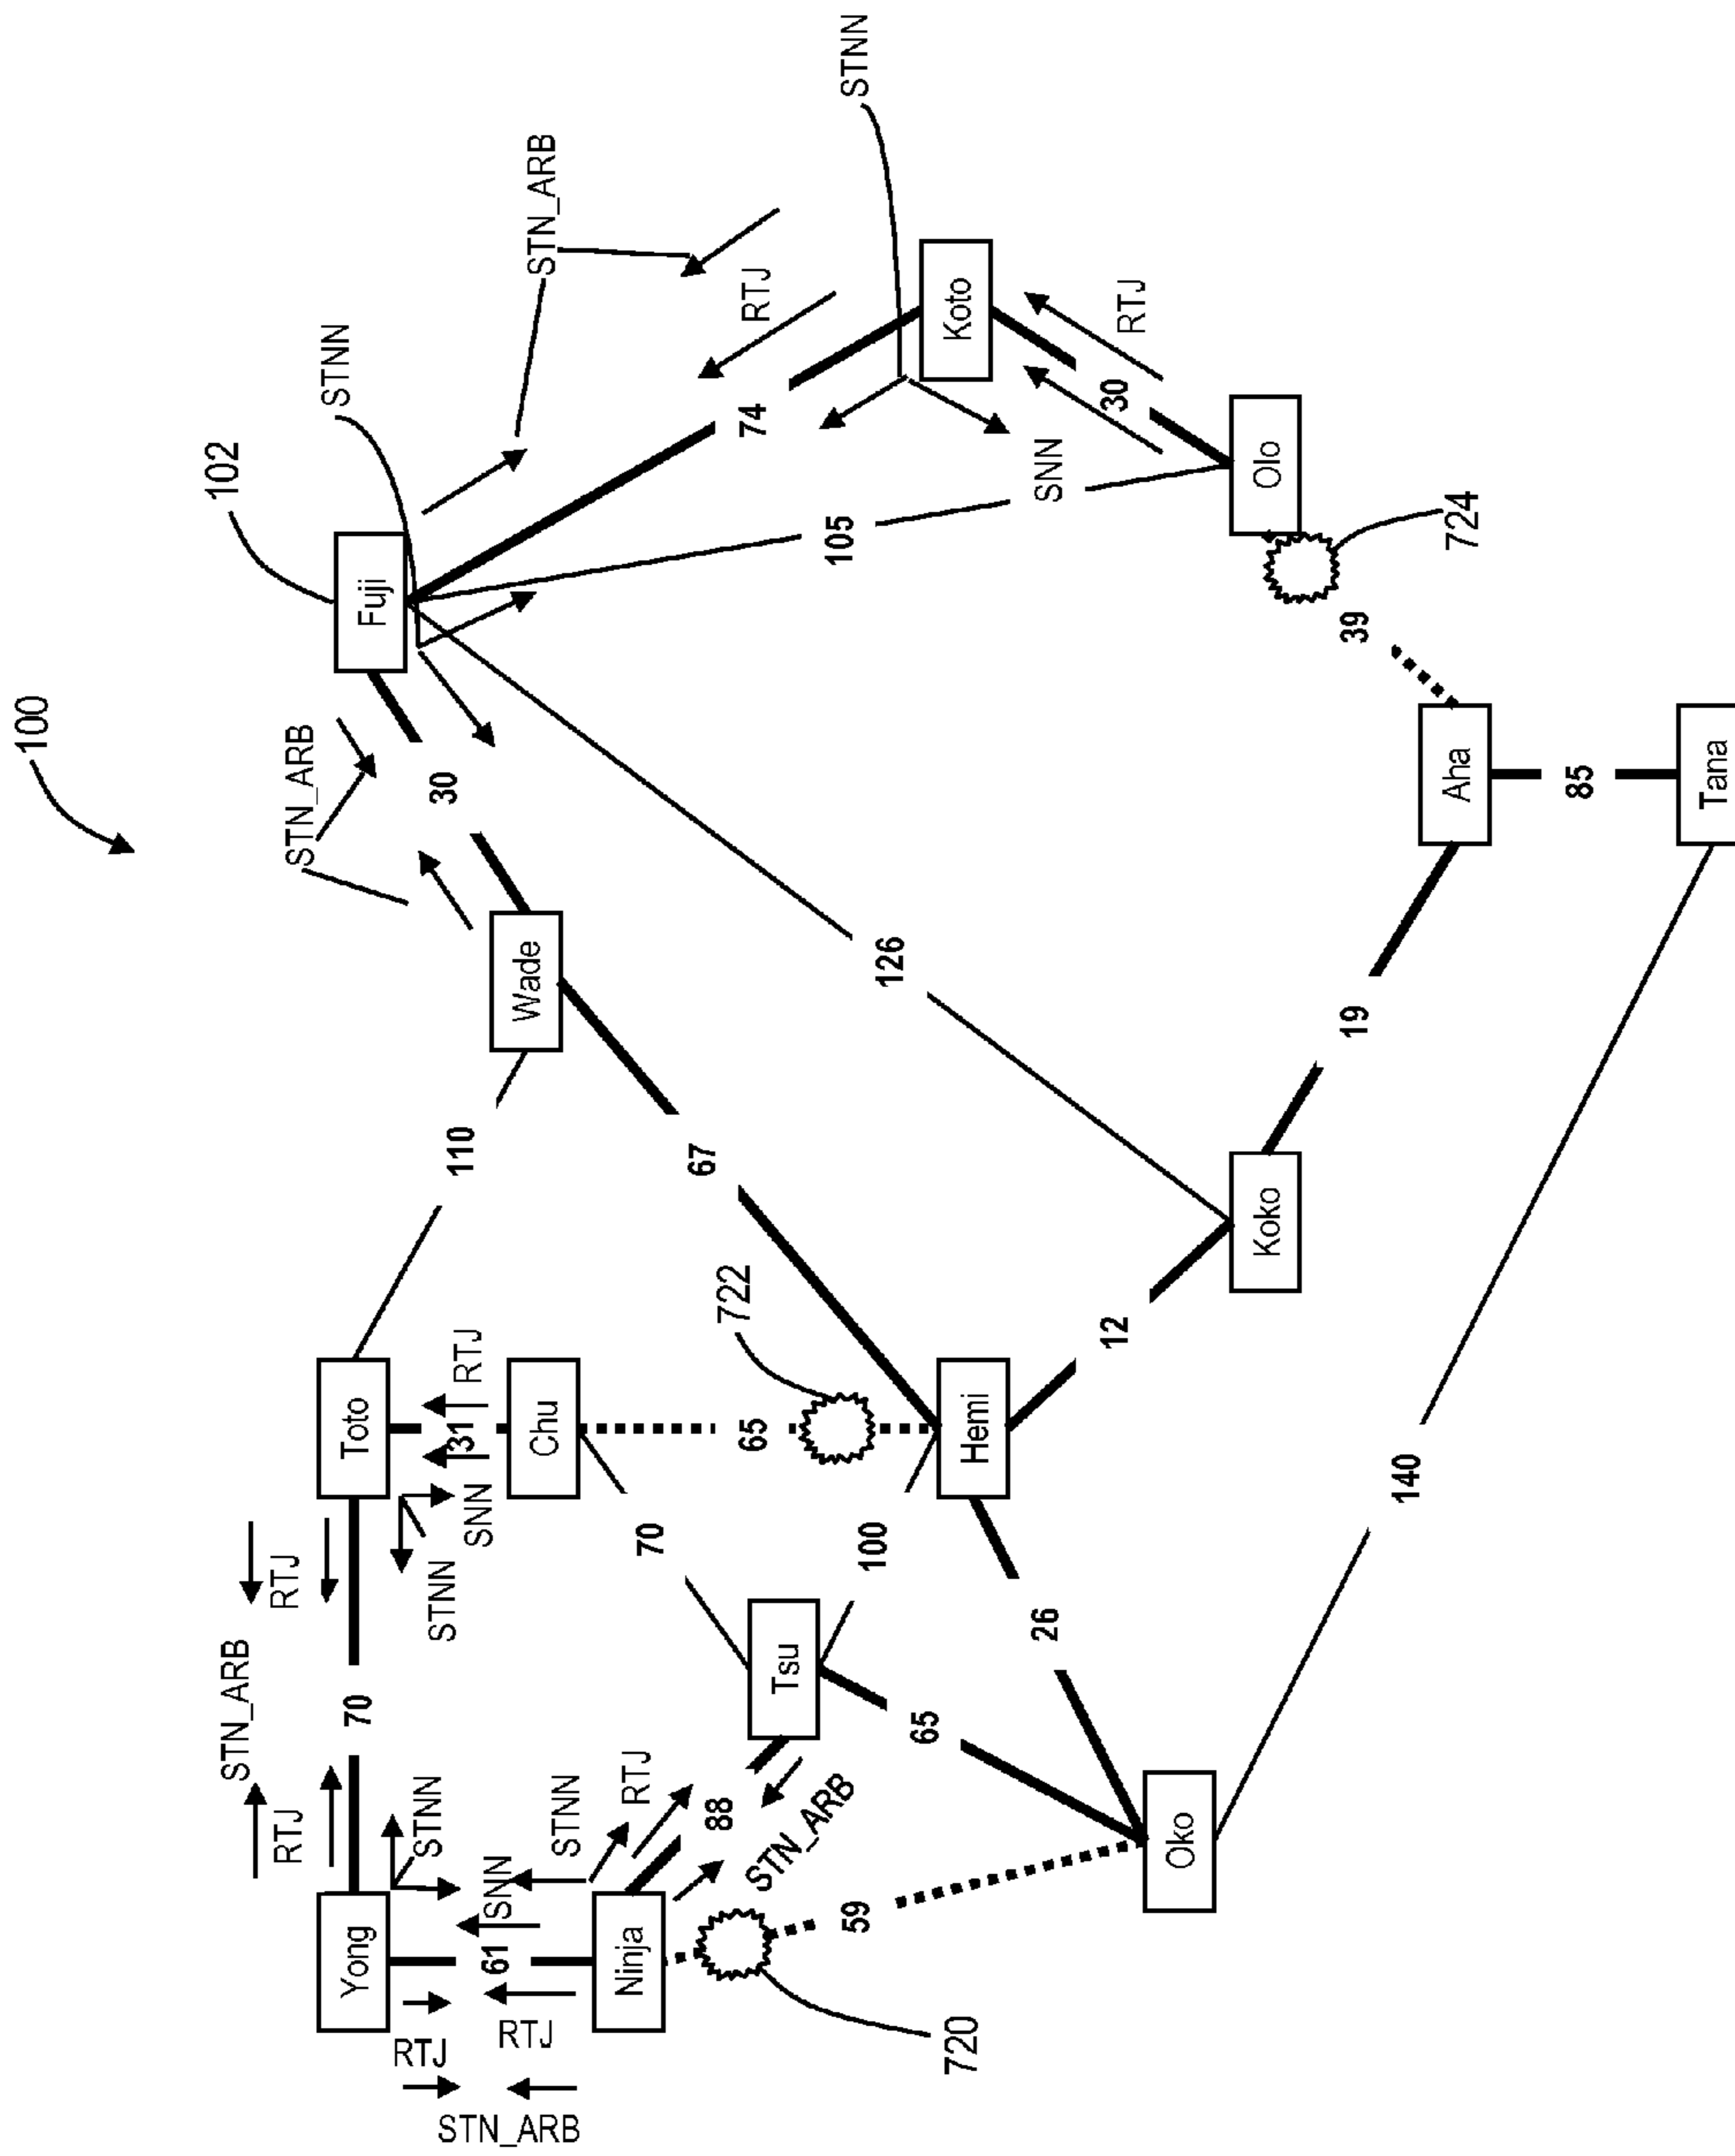 100
102
Fuji
STNN
STN_ARB
STNN
STN_ARB
30
Wade
74
RTJ
Koto
30
RTJ
SNN
105
Olo
724
39
126
110
67
Toto
RTJ
31
Chu
SNN
STNN
RTJ
STN_ARB
70
RTJ
722
65
Hemi
12
Koko
19
Aha
85
Tana
70
100
Tsu
26
65
140
Yong
STNN
SNN
STNN
RTJ
88
STN_ARB
61
Ninja
59
Oko
RTJ
RTJ
STN_ARB
720